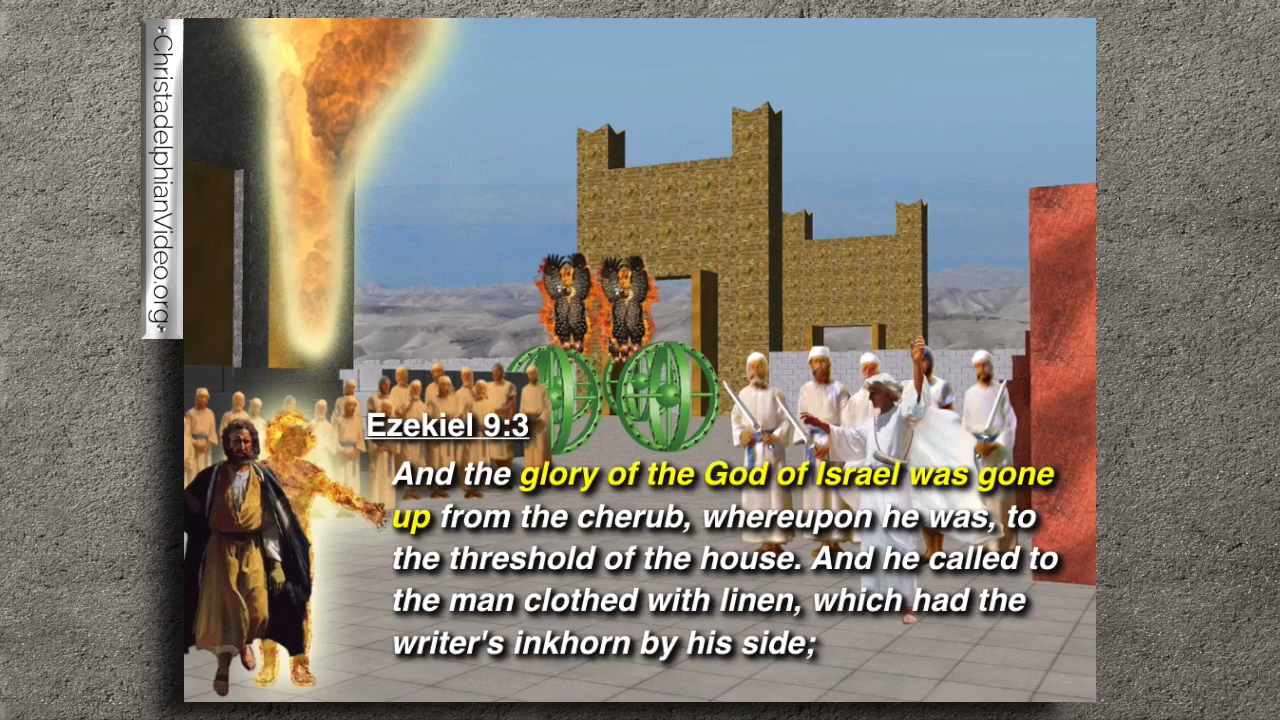 •ChristadelphianVideo.org•
Ezekiel 9:3
And the glory of the God of Israel was gone
up from the cherub, whereupon he was, to
the threshold of the house. And he called to
the man clothed with linen, which had the
writer's inkhorn by his side;